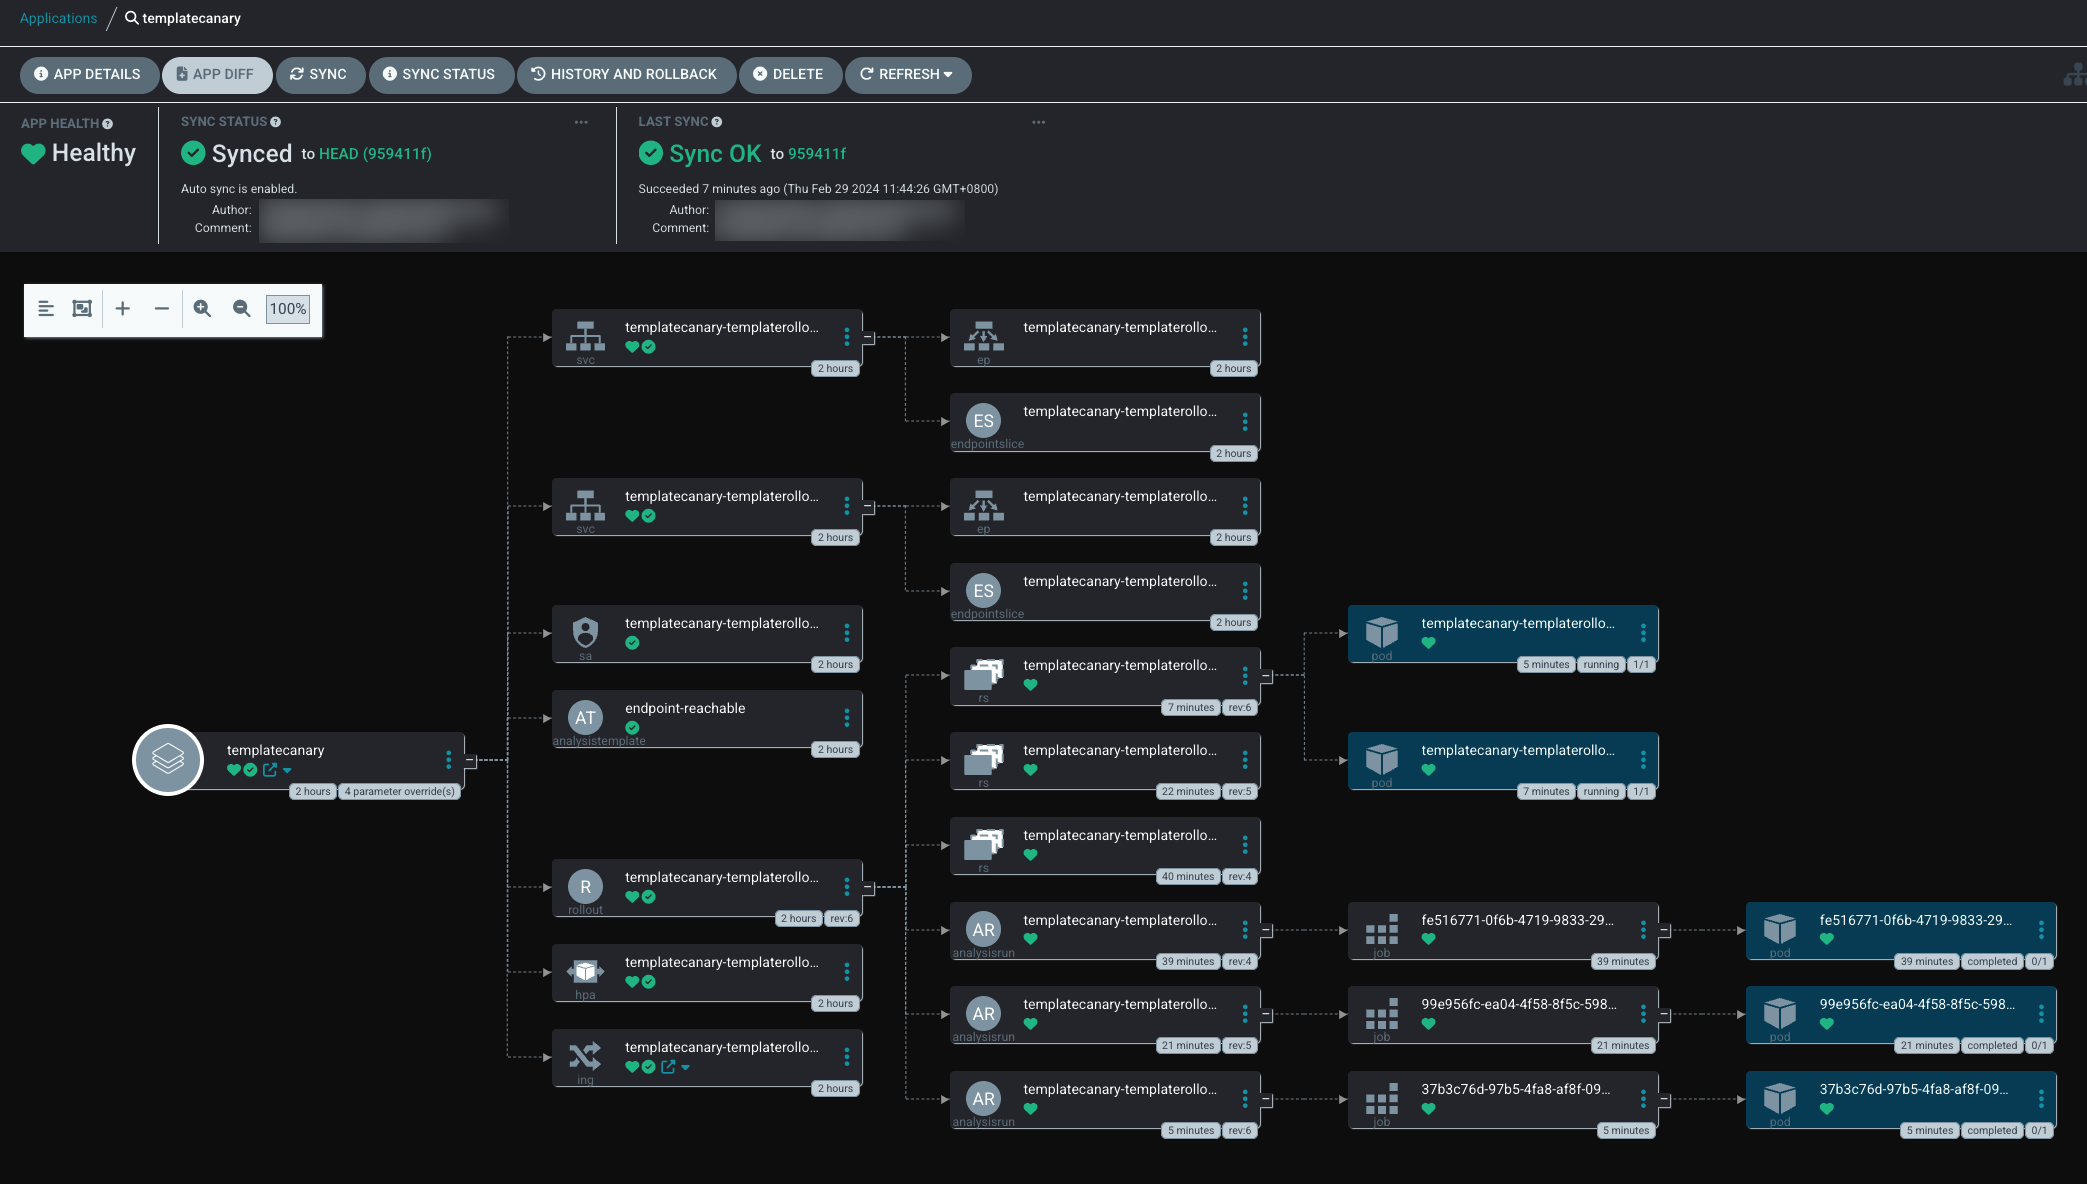 Applications / templatecanary
APP DETAILS APP DIFF SYNC SYNC STATUS HISTORY AND ROLLBACK DELETE REFRESH
APP HEALTH
Healthy
SYNC STATUS
Synced to HEAD (959411f)
Auto sync is enabled.
Author:
Comment:
LAST SYNC
Sync OK to 959411f
Succeeded 7 minutes ago (Thu Feb 29 2024 11:44:26 GMT+0800)
Author:
Comment:
100%
templatecanary
2 hours 4 parameter override(s)
templatecanary-templaterollo...
svc
2 hours
templatecanary-templaterollo...
svc
2 hours
templatecanary-templaterollo...
sa
2 hours
AT
endpoint-reachable
analysistemplate
2 hours
R
templatecanary-templaterollo...
rollout
2 hours rev:6
templatecanary-templaterollo...
hpa
2 hours
templatecanary-templaterollo...
ing
2 hours
templatecanary-templaterollo...
ep
2 hours
ES
templatecanary-templaterollo...
endpointslice
2 hours
templatecanary-templaterollo...
ep
2 hours
ES
templatecanary-templaterollo...
endpointslice
2 hours
templatecanary-templaterollo...
rs
7 minutes rev:6
templatecanary-templaterollo...
rs
22 minutes rev:5
templatecanary-templaterollo...
rs
40 minutes rev:4
AR
templatecanary-templaterollo...
analysisrun
39 minutes rev:4
AR
templatecanary-templaterollo...
analysisrun
21 minutes rev:5
AR
templatecanary-templaterollo...
analysisrun
5 minutes rev:6
templatecanary-templaterollo...
pod
5 minutes running 1/1
templatecanary-templaterollo...
pod
7 minutes running 1/1
fe516771-0f6b-4719-9833-29...
job
39 minutes
99e956fc-ea04-4f58-8f5c-598...
job
21 minutes
37b3c76d-97b5-4fa8-af8f-09...
job
5 minutes
fe516771-0f6b-4719-9833-29...
pod
39 minutes completed 0/1
99e956fc-ea04-4f58-8f5c-598...
pod
21 minutes completed 0/1
37b3c76d-97b5-4fa8-af8f-09...
pod
5 minutes completed 0/1